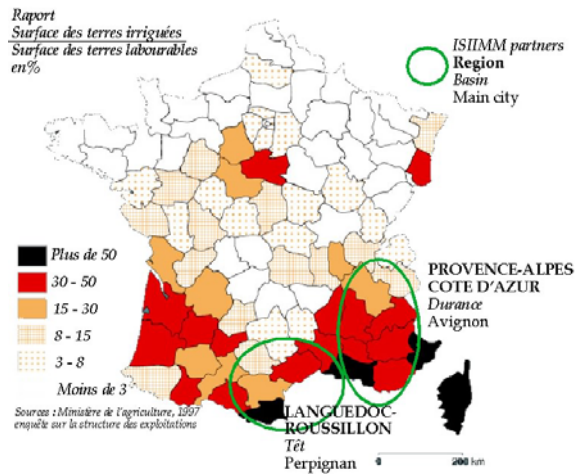 Raport
Surface des terres irriguées
Surface des terres labourables
en%
ISIIMM partners
Region
Basin
Main city
Plus de 50
30 - 50
15 - 30
8 - 15
3 - 8
Moins de 3
PROVENCE-ALPES
COTE D'AZUR
Durance
Avignon
LANGUEDOC-
ROUSSILLON
Têt
Perpignan
Sources : Ministère de l'agriculture, 1997
enquête sur la structure des exploitations
0 200 km